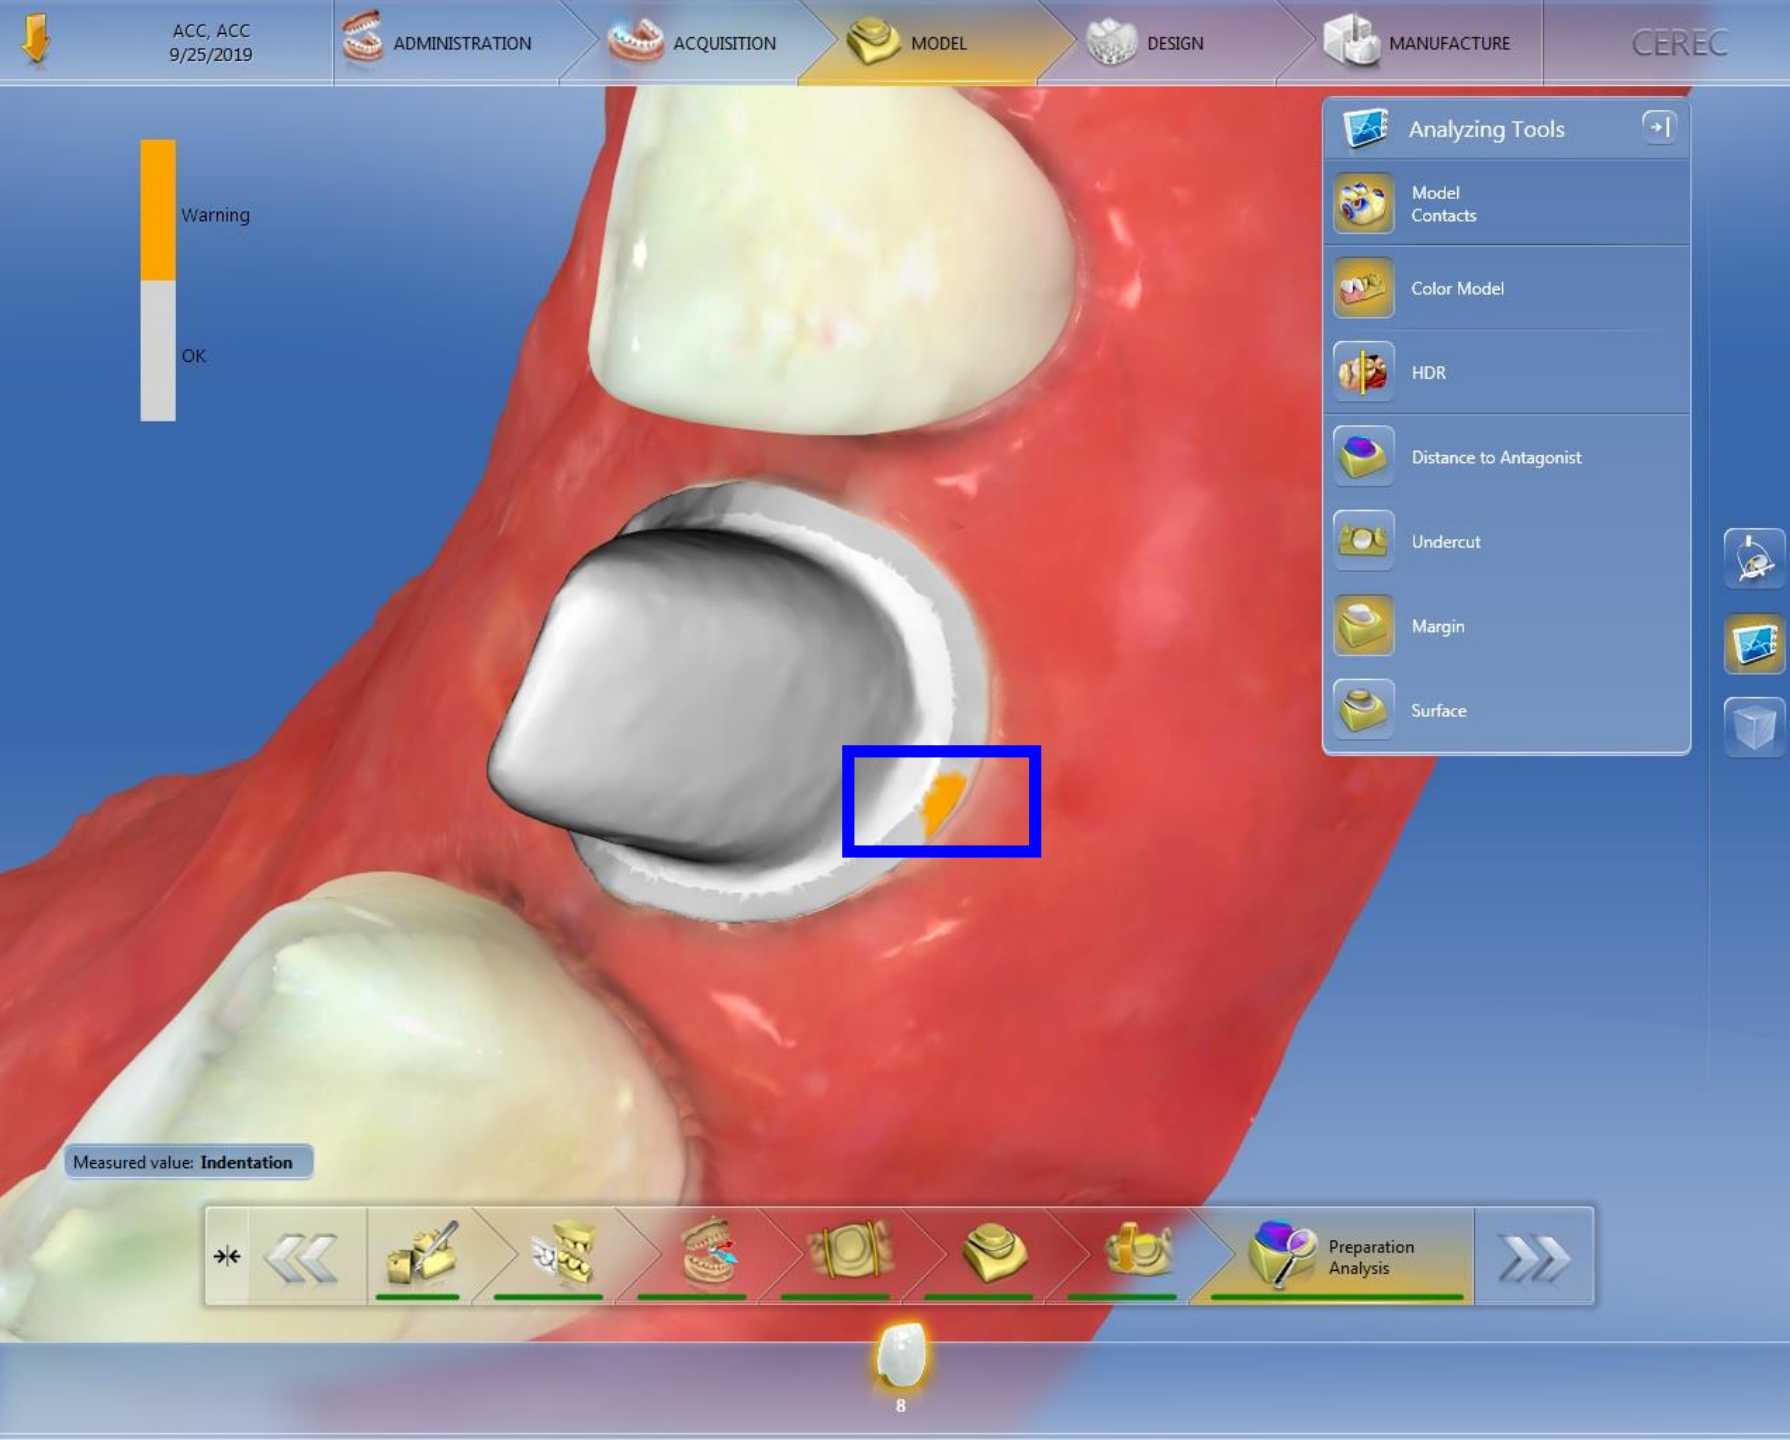 ACC, ACC
9/25/2019
ADMINISTRATION
ACQUISITION
MODEL
DESIGN
MANUFACTURE
CEREC
Warning
OK
Analyzing Tools
Model
Contacts
Color Model
HDR
Distance to Antagonist
Undercut
Margin
Surface
Measured value: Indentation
Preparation
Analysis
8